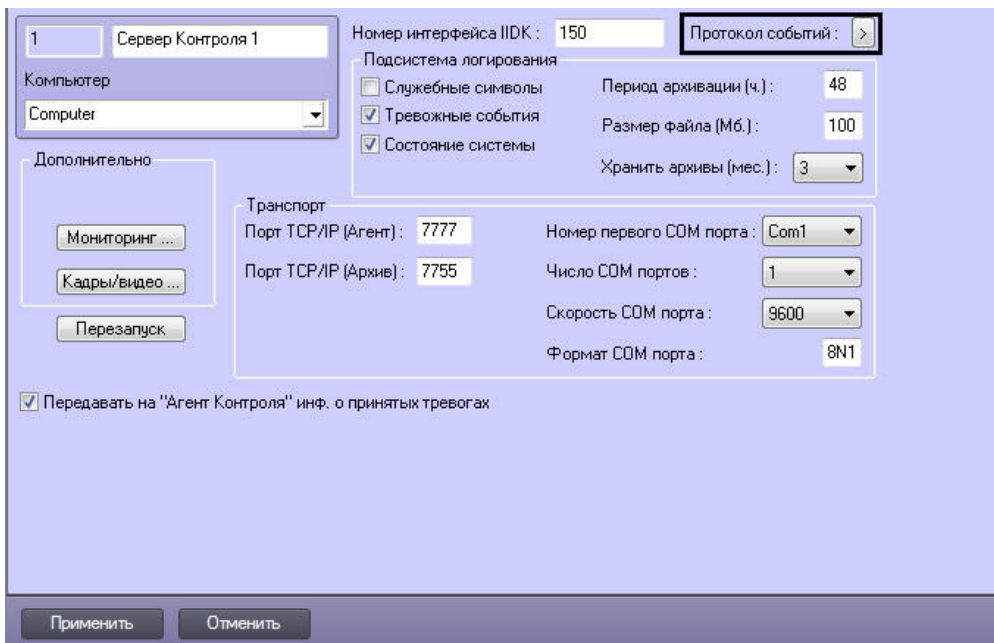 1
Сервер Контроля 1
Номер интерфейса IIDK : 150
Протокол событий : >
Компьютер
Computer
Подсистема логирования
Служебные символы
Период архивации (ч.) : 48
Тревожные события
Размер файла (Мб.) : 100
Состояние системы
Хранить архивы (мес.) : 3
Дополнительно
Мониторинг ...
Кадры/видео ...
Перезапуск
Транспорт
Порт TCP/IP (Агент) : 7777
Номер первого COM порта : Com1
Порт TCP/IP (Архив) : 7755
Число COM портов : 1
Скорость COM порта : 9600
Формат COM порта : 8N1
Передавать на "Агент Контроля" инф. о принятых тревогах
Применить
Отменить